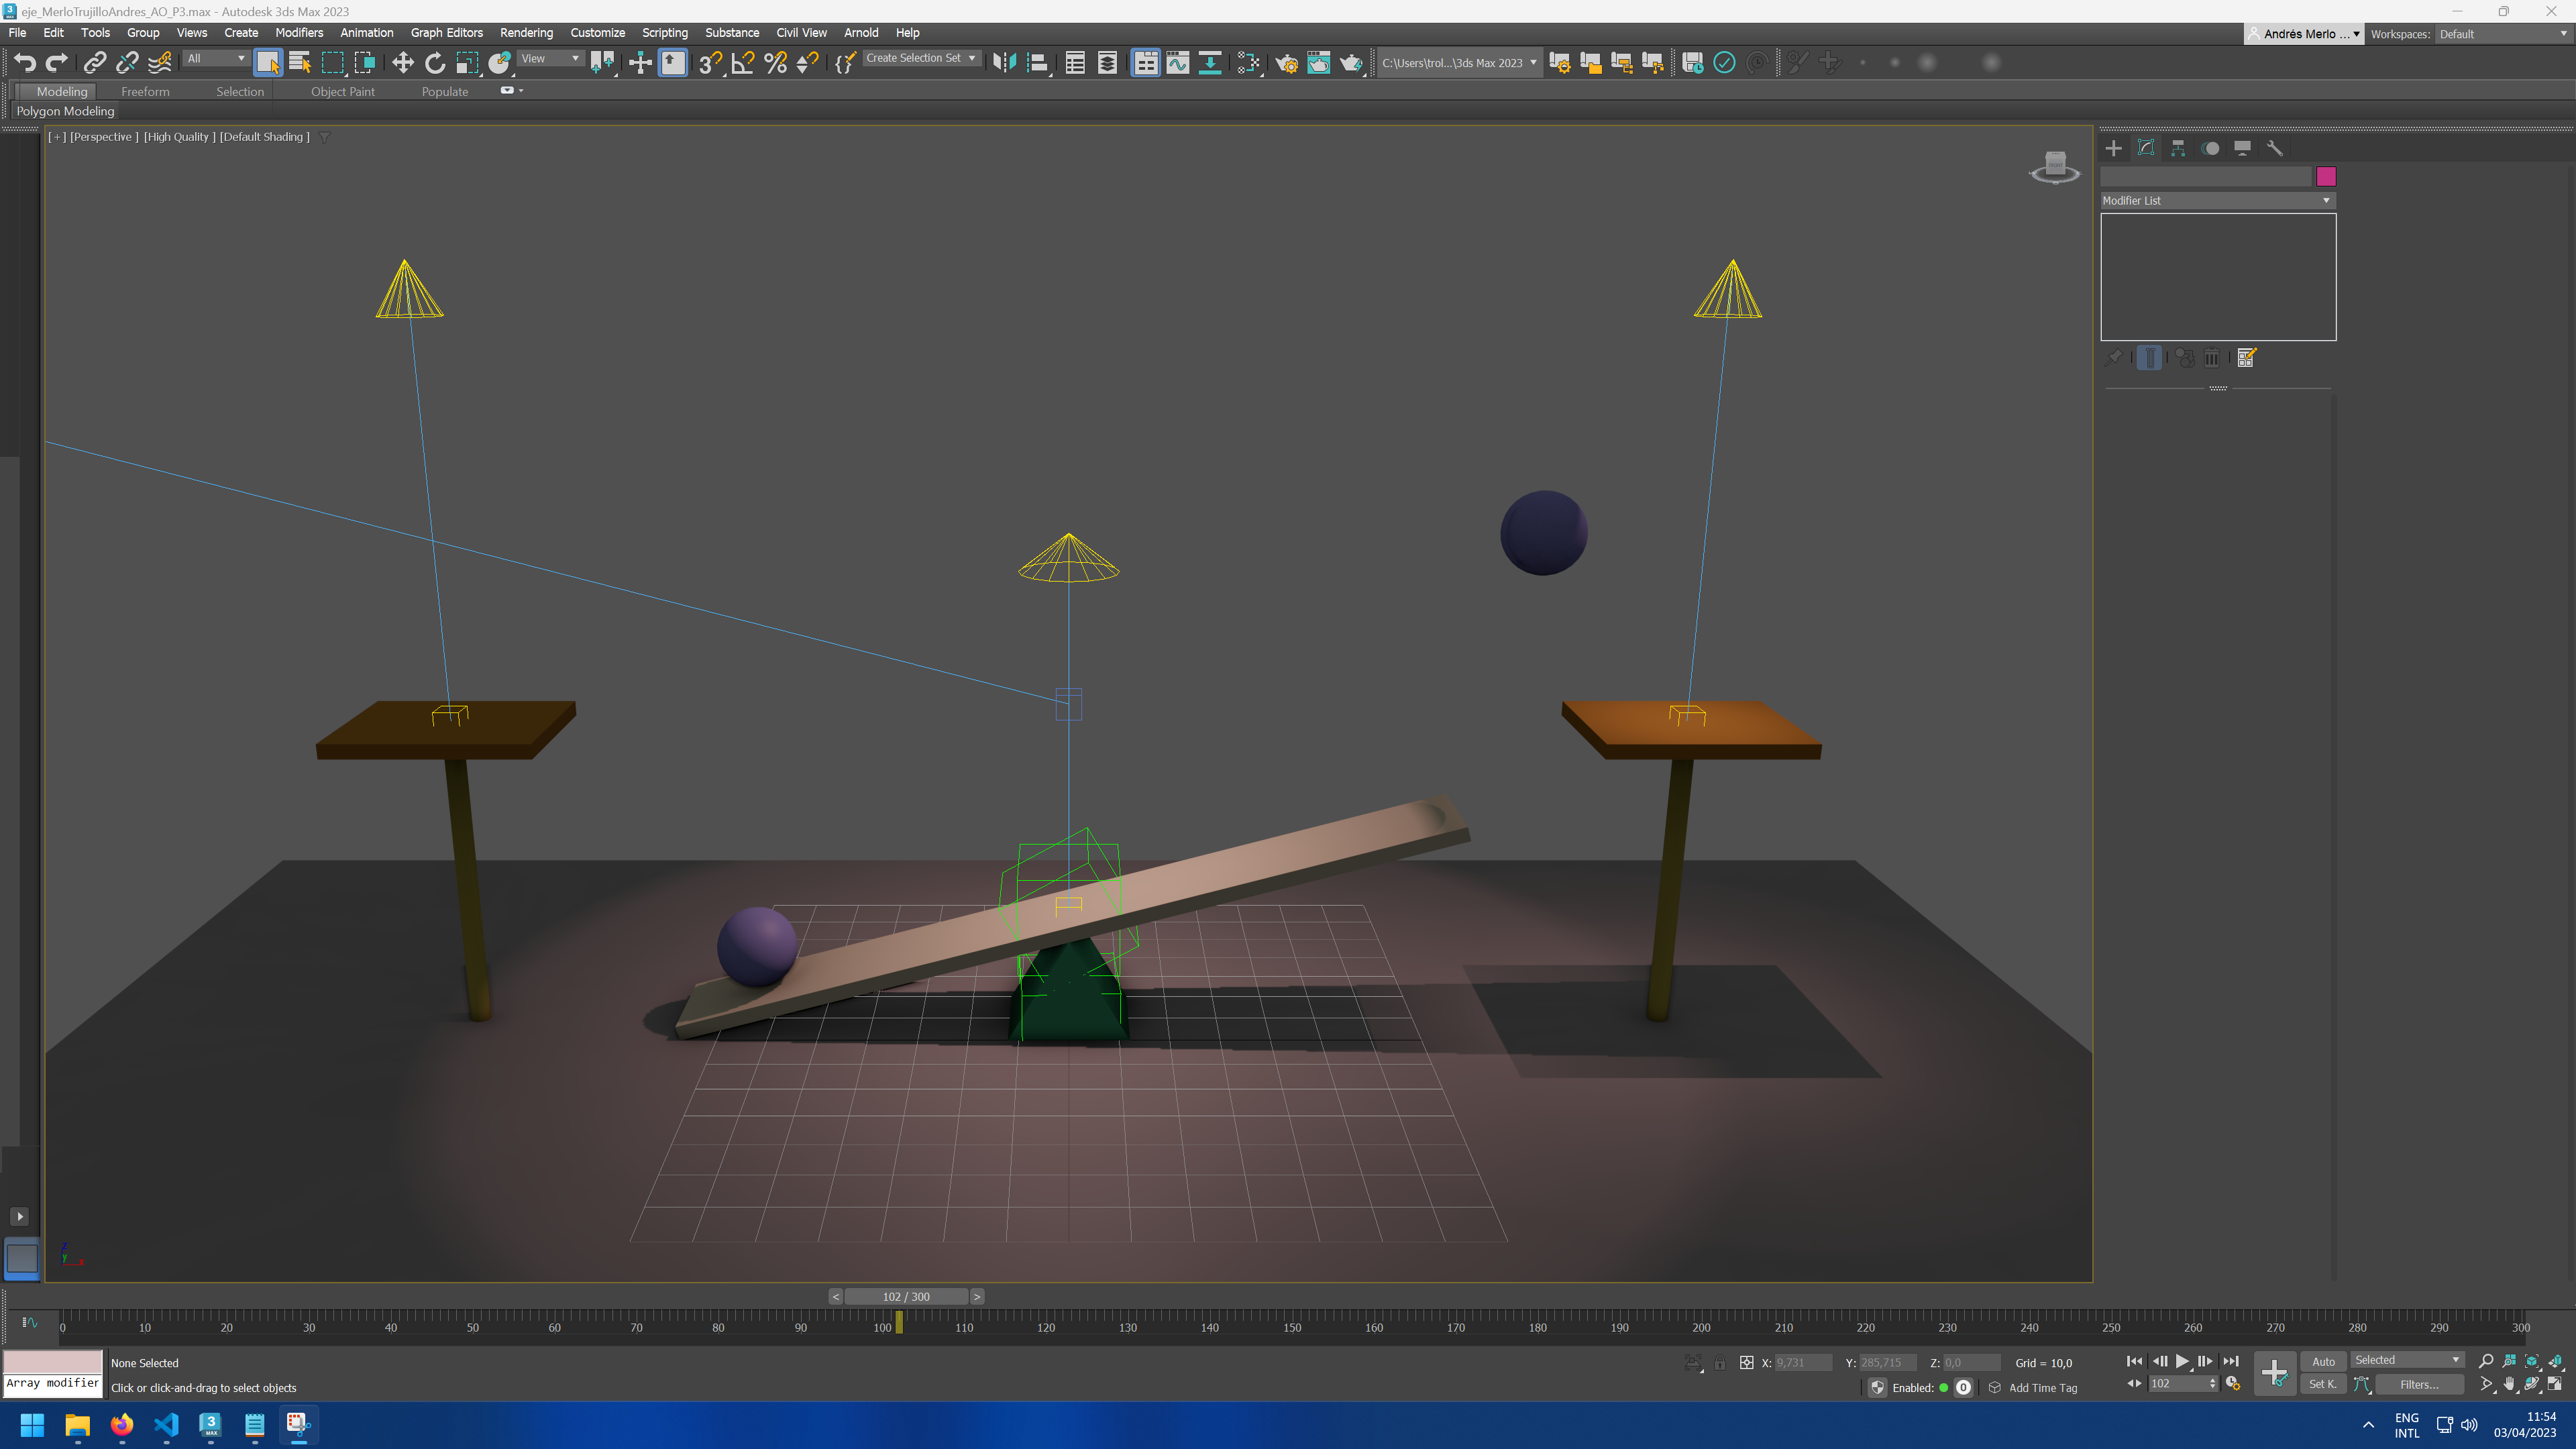 eje_MerloTrujilloAndres_AO_P3.max - Autodesk 3ds Max 2023
File Edit Tools Group Views Create Modifiers Animation Graph Editors Rendering Customize Scripting Substance Civil View Arnold Help
Andrés Merlo ... Workspaces: Default
All View Create Selection Set C:\Users\trol...\3ds Max 2023
Modeling Freeform Selection Object Paint Populate
Polygon Modeling
[+] [Perspective ] [High Quality ] [Default Shading ]
Modifier List
z
y
x
< 102 / 300 >
0 10 20 30 40 50 60 70 80 90 100 110 120 130 140 150 160 170 180 190 200 210 220 230 240 250 260 270 280 290 300
None Selected
X: 9,731 Y: 285,715 Z: 0,0 Grid = 10,0
Auto Selected
Array modifier
Click or click-and-drag to select objects
Enabled: 0 Add Time Tag
102
Set K. Filters...
3
MAX
ENG
INTL
11:54
03/04/2023